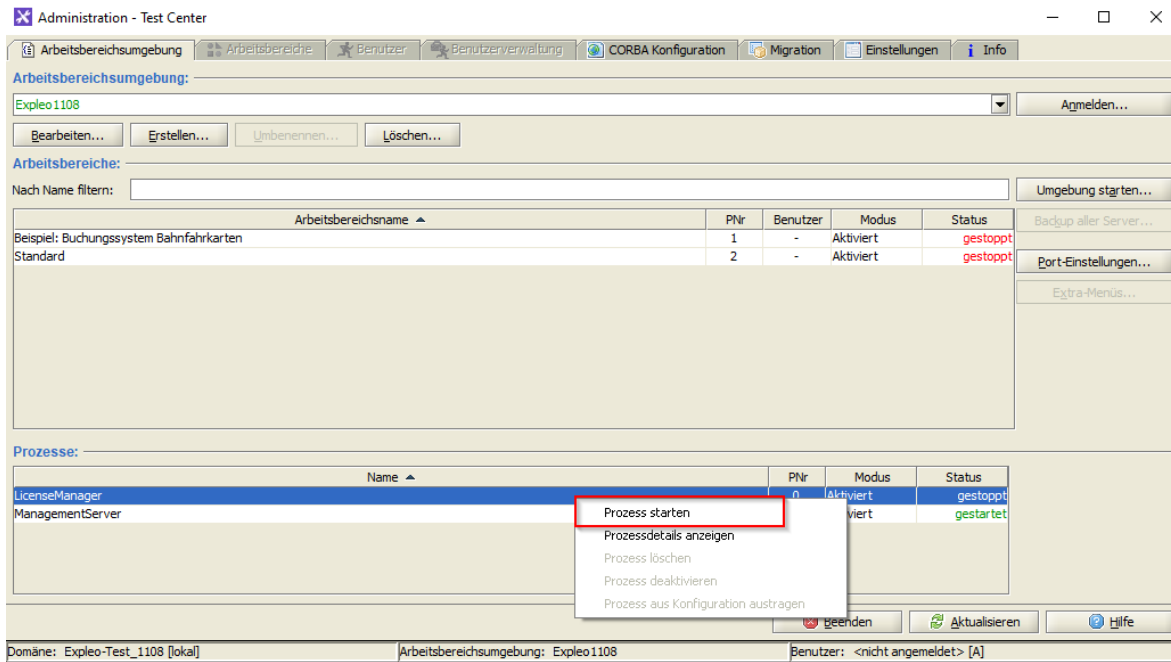 Administration - Test Center
Arbeitsbereichsumgebung Arbeitsbereiche Benutzer Benutzerverwaltung CORBA Konfiguration Migration Einstellungen Info
Arbeitsbereichsumgebung:
Expleo1108 Anmelden...
Bearbeiten... Erstellen... Umbenennen... Löschen...
Arbeitsbereiche:
Nach Name filtern: Umgebung starten...
Arbeitsbereichsname PNr Benutzer Modus Status Backup aller Server...
Beispiel: Buchungssystem Bahnfahrkarten 1 - Aktiviert gestoppt
Standard 2 - Aktiviert gestoppt
Port-Einstellungen...
Extra-Menüs...
Prozesse:
Name PNr Modus Status
LicenseManager 0 Aktiviert gestoppt
ManagementServer viert gestartet
Prozess starten
Prozessdetails anzeigen
Prozess löschen
Prozess deaktivieren
Prozess aus Konfiguration austragen
Beenden Aktualisieren Hilfe
Domäne: Expleo-Test_1108 [lokal] Arbeitsbereichsumgebung: Expleo1108 Benutzer: <nicht angemeldet> [A]